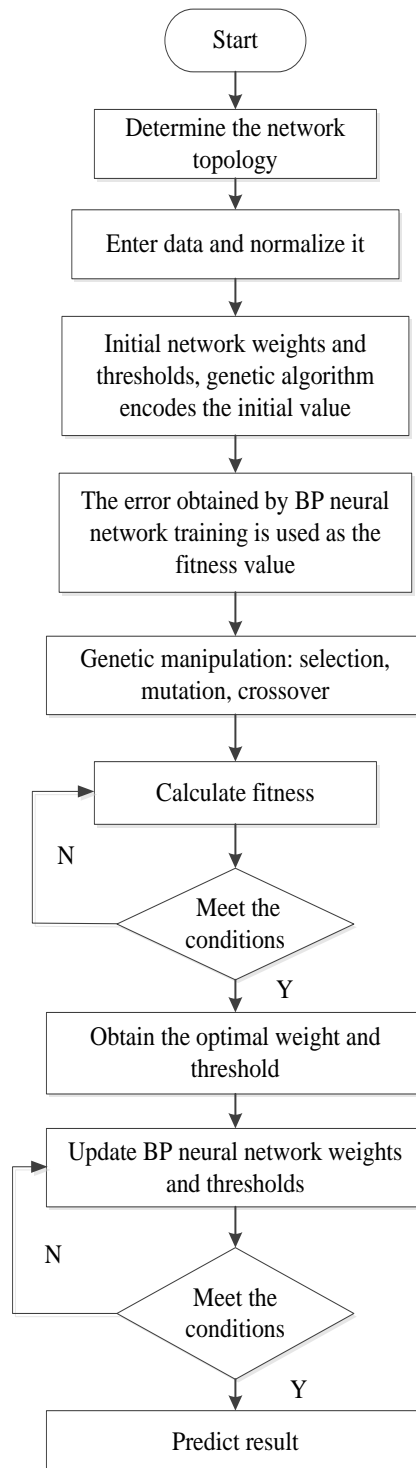 Start
Determine the network
topology
Enter data and normalize it
Initial network weights and
thresholds, genetic algorithm
encodes the initial value
The error obtained by BP neural
network training is used as the
fitness value
Genetic manipulation: selection,
mutation, crossover
Calculate fitness
N
Meet the
conditions
Y
Obtain the optimal weight and
threshold
Update BP neural network weights
and thresholds
N
Meet the
conditions
Y
Predict result